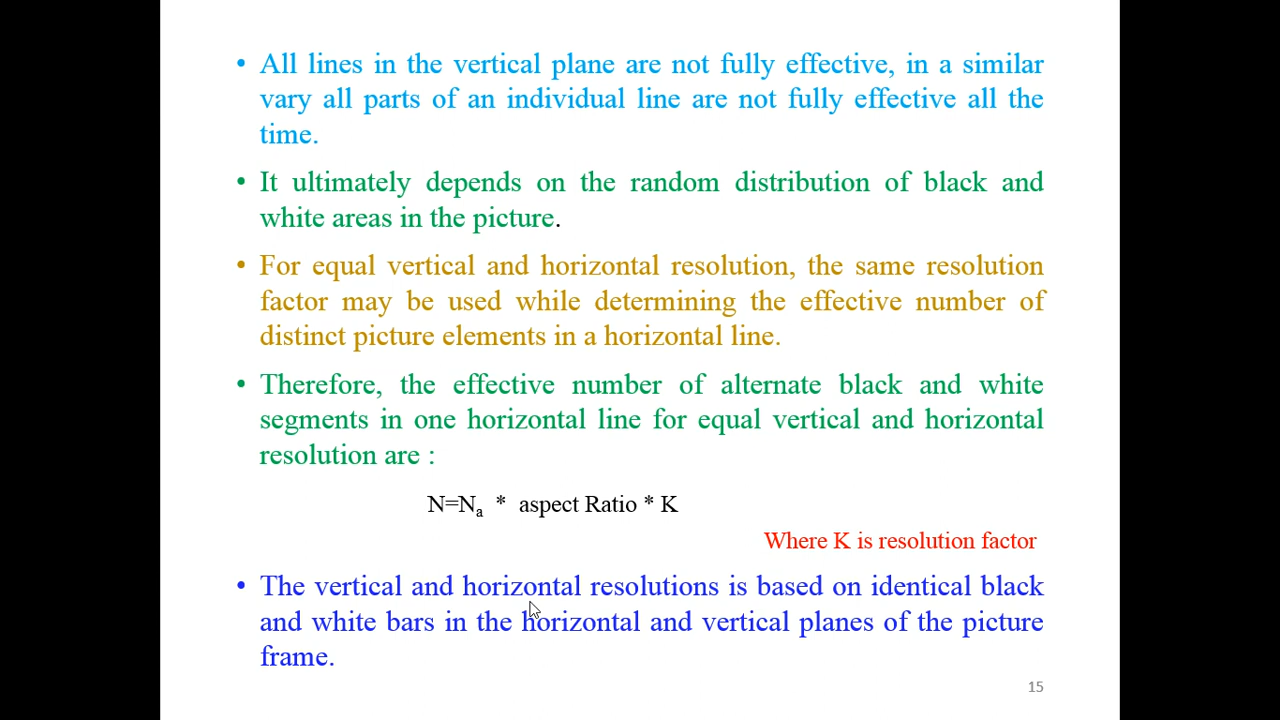 • All lines in the vertical plane are not fully effective, in a similar
vary all parts of an individual line are not fully effective all the
time.
• It ultimately depends on the random distribution of black and
white areas in the picture.
• For equal vertical and horizontal resolution, the same resolution
factor may be used while determining the effective number of
distinct picture elements in a horizontal line.
• Therefore, the effective number of alternate black and white
segments in one horizontal line for equal vertical and horizontal
resolution are :
N=Na * aspect Ratio * K
Where K is resolution factor
• The vertical and horizontal resolutions is based on identical black
and white bars in the horizontal and vertical planes of the picture
frame.
15